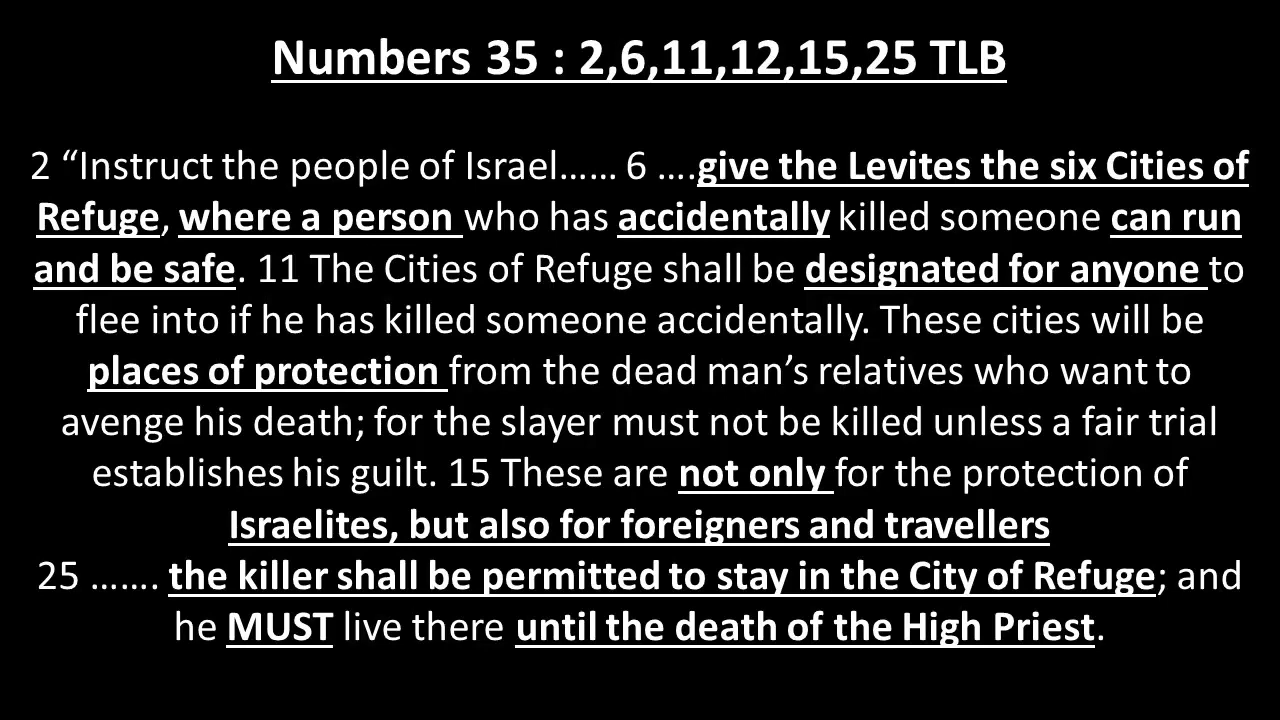 Numbers 35 : 2,6,11,12,15,25 TLB
2 “Instruct the people of Israel…… 6 ….give the Levites the six Cities of
Refuge, where a person who has accidentally killed someone can run
and be safe. 11 The Cities of Refuge shall be designated for anyone to
flee into if he has killed someone accidentally. These cities will be
places of protection from the dead man’s relatives who want to
avenge his death; for the slayer must not be killed unless a fair trial
establishes his guilt. 15 These are not only for the protection of
Israelites, but also for foreigners and travellers
25 ……. the killer shall be permitted to stay in the City of Refuge; and
he MUST live there until the death of the High Priest.